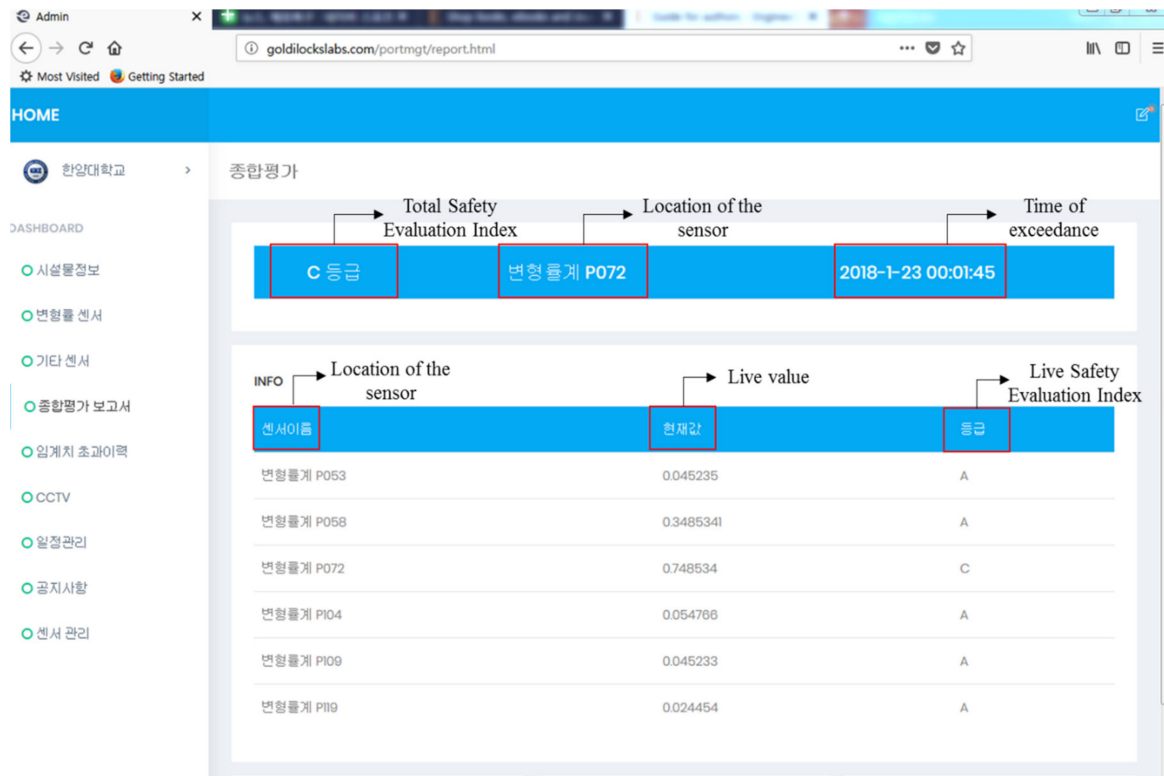 Admin
goldilockslabs.com/portmgt/report.html
Most Visited Getting Started
HOME
한양대학교
종합평가
DASHBOARD
Total Safety
Evaluation Index
Location of the
sensor
Time of
exceedance
C 등급 변형률계 P072 2018-1-23 00:01:45
시설물정보
변형률 센서
기타 센서
종합평가 보고서
임계치 초과이력
CCTV
일정관리
공지사항
센서 관리
INFO
Location of the
sensor
Live value
Live Safety
Evaluation Index
센서이름 현재값 등급
변형률계 P053 0.045235 A
변형률계 P058 0.3485341 A
변형률계 P072 0.748534 C
변형률계 P104 0.054766 A
변형률계 P109 0.045233 A
변형률계 P119 0.024454 A